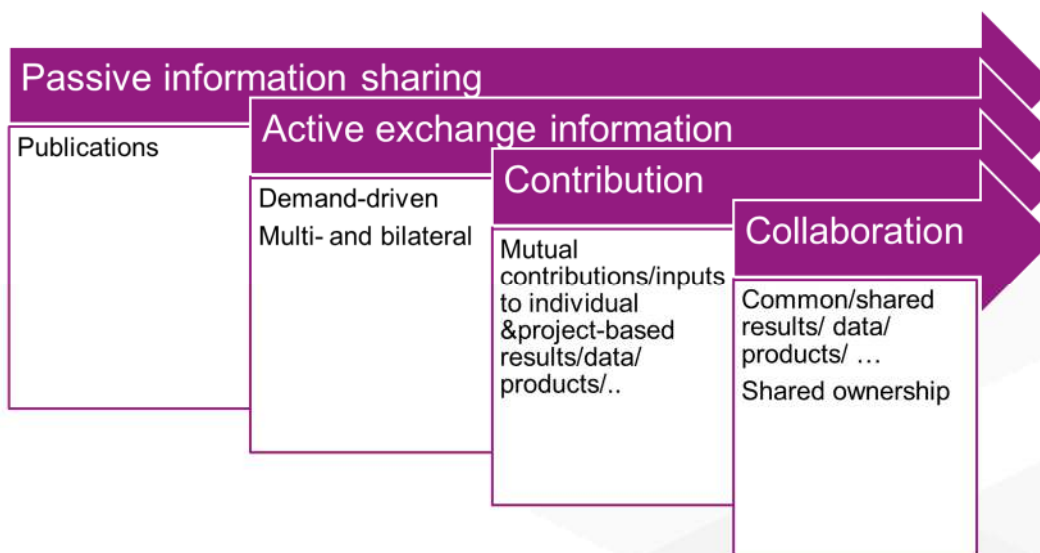 Passive information sharing
Publications
Active exchange information
Demand-driven
Multi- and bilateral
Contribution
Mutual
contributions/inputs
to individual
&project-based
results/data/
products/..
Collaboration
Common/shared
results/ data/
products/ …
Shared ownership